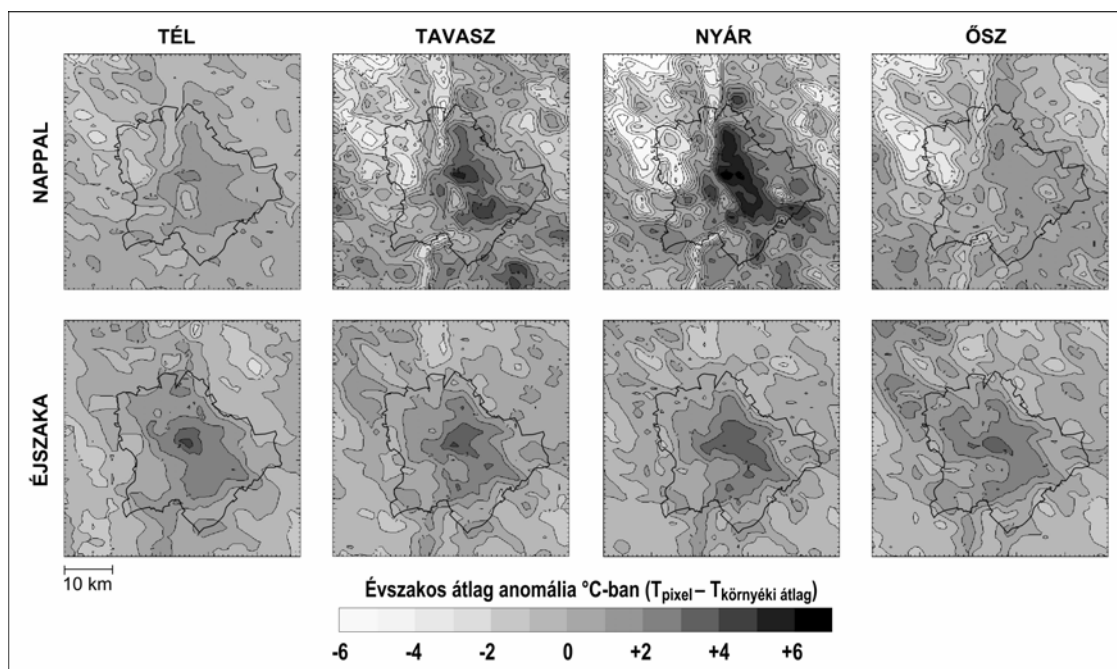 TÉL TAVASZ NYÁR ŐSZ
NAPPAL
ÉJSZAKA
10 km
Évszakos átlag anomália °C-ban (Tpixel – Tkörnyéki átlag)
-6 -4 -2 0 +2 +4 +6